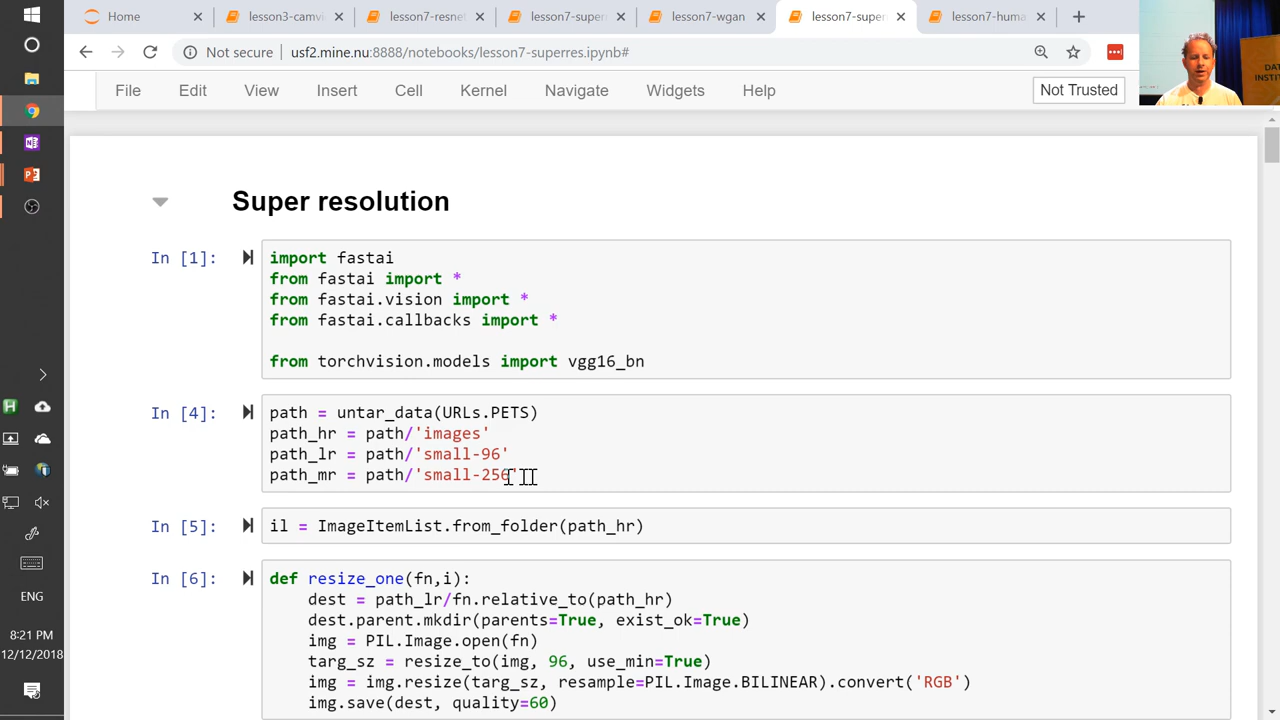 Home
lesson3-camvi
lesson7-resnet
lesson7-super
lesson7-wgan
lesson7-super
lesson7-huma
Not secure
usf2.mine.nu:8888/notebooks/lesson7-superres.ipynb#
File Edit View Insert Cell Kernel Navigate Widgets Help
Not Trusted
Super resolution
In [1]:
import fastai
from fastai import *
from fastai.vision import *
from fastai.callbacks import *
from torchvision.models import vgg16_bn
In [4]:
path = untar_data(URLs.PETS)
path_hr = path/'images'
path_lr = path/'small-96'
path_mr = path/'small-256'
In [5]:
il = ImageItemList.from_folder(path_hr)
In [6]:
def resize_one(fn,i):
dest = path_lr/fn.relative_to(path_hr)
dest.parent.mkdir(parents=True, exist_ok=True)
img = PIL.Image.open(fn)
targ_sz = resize_to(img, 96, use_min=True)
img = img.resize(targ_sz, resample=PIL.Image.BILINEAR).convert('RGB')
img.save(dest, quality=60)
ENG
8:21 PM
12/12/2018